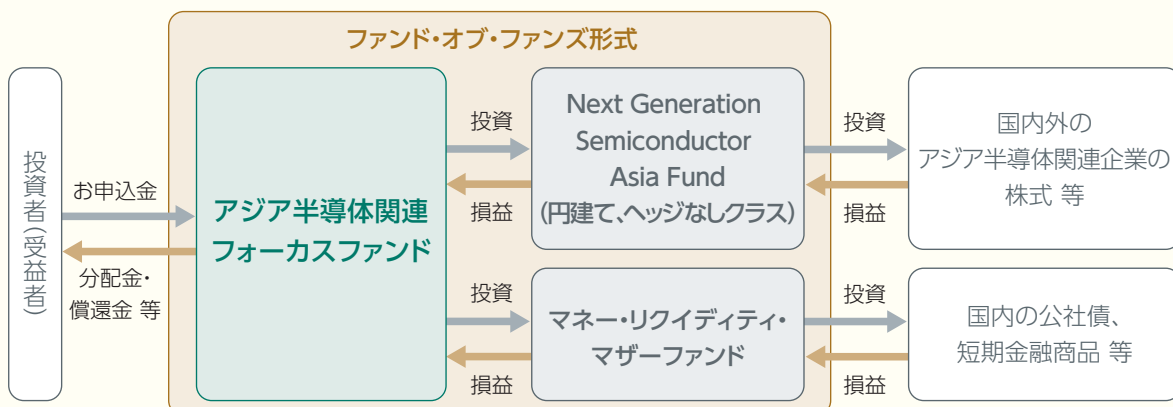 ファンド・オブ・ファンズ形式
投資者(受益者)
お申込金
分配金・
償還金 等
アジア半導体関連
フォーカスファンド
投資
損益
Next Generation
Semiconductor
Asia Fund
(円建て、ヘッジなしクラス)
投資
損益
国内外の
アジア半導体関連企業の
株式 等
投資
損益
マネー・リクイディティ・
マザーファンド
投資
損益
国内の公社債、
短期金融商品 等